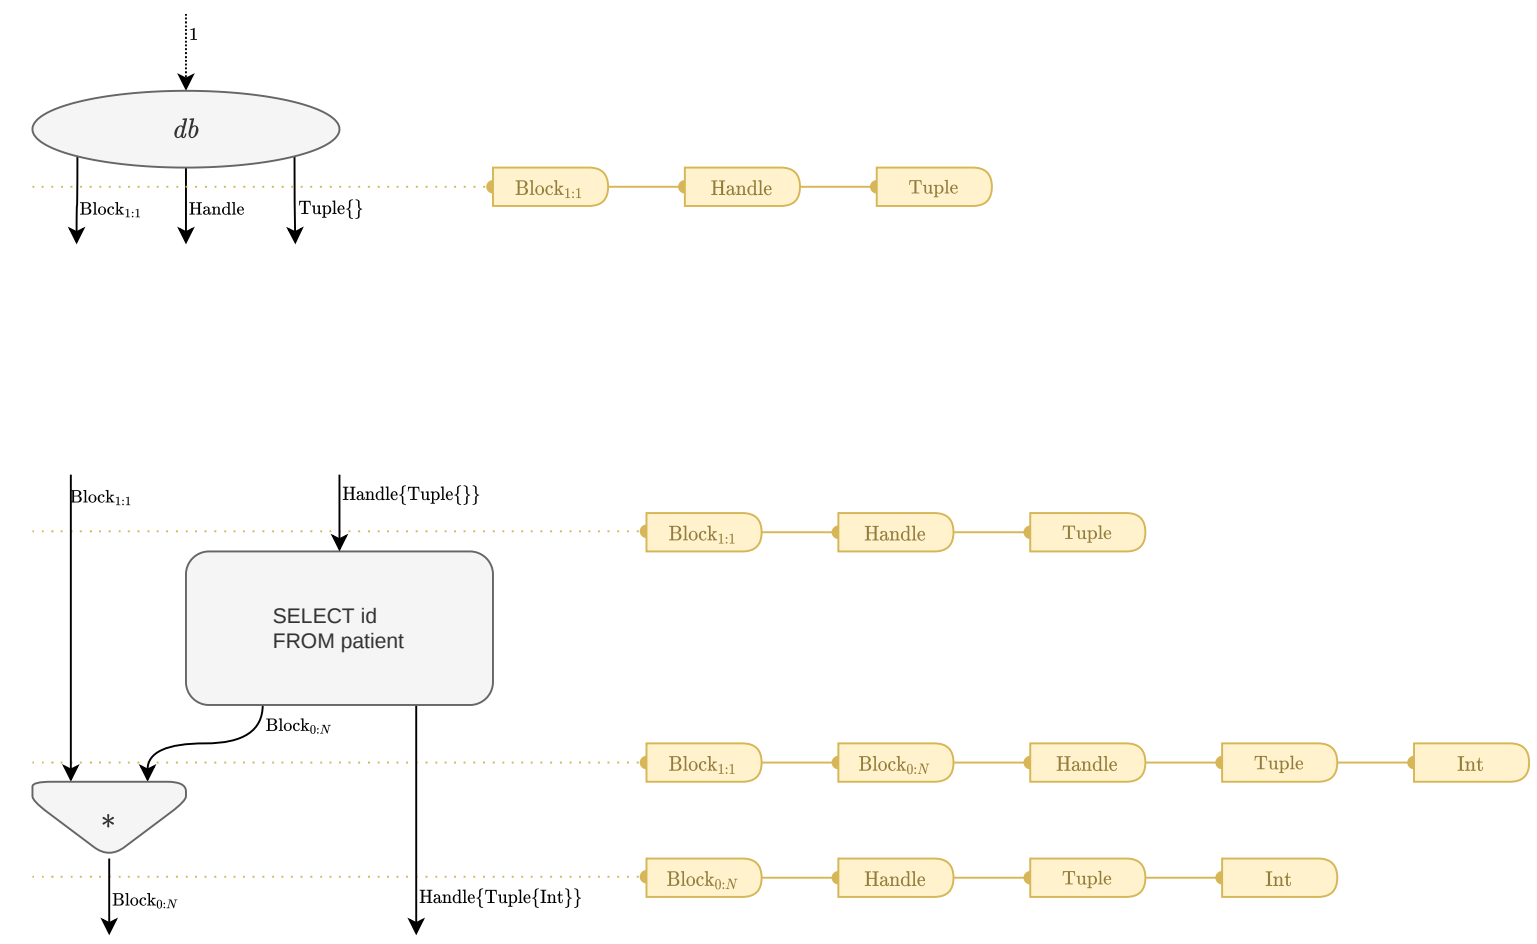 1
db
Block1:1 Handle Tuple
Block1:1 Handle Tuple{}
Block1:1 Handle{Tuple{}}
Block1:1 Handle Tuple
SELECT id
FROM patient
Block0:N
Block1:1 Block0:N Handle Tuple Int
*
Block0:N Handle Tuple Int
Block0:N Handle{Tuple{Int}}